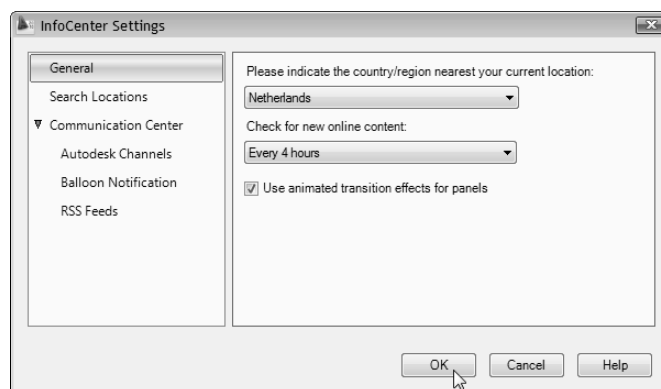 InfoCenter Settings
General
Search Locations
Communication Center
Autodesk Channels
Balloon Notification
RSS Feeds
Please indicate the country/region nearest your current location:
Netherlands
Check for new online content:
Every 4 hours
Use animated transition effects for panels
OK
Cancel
Help